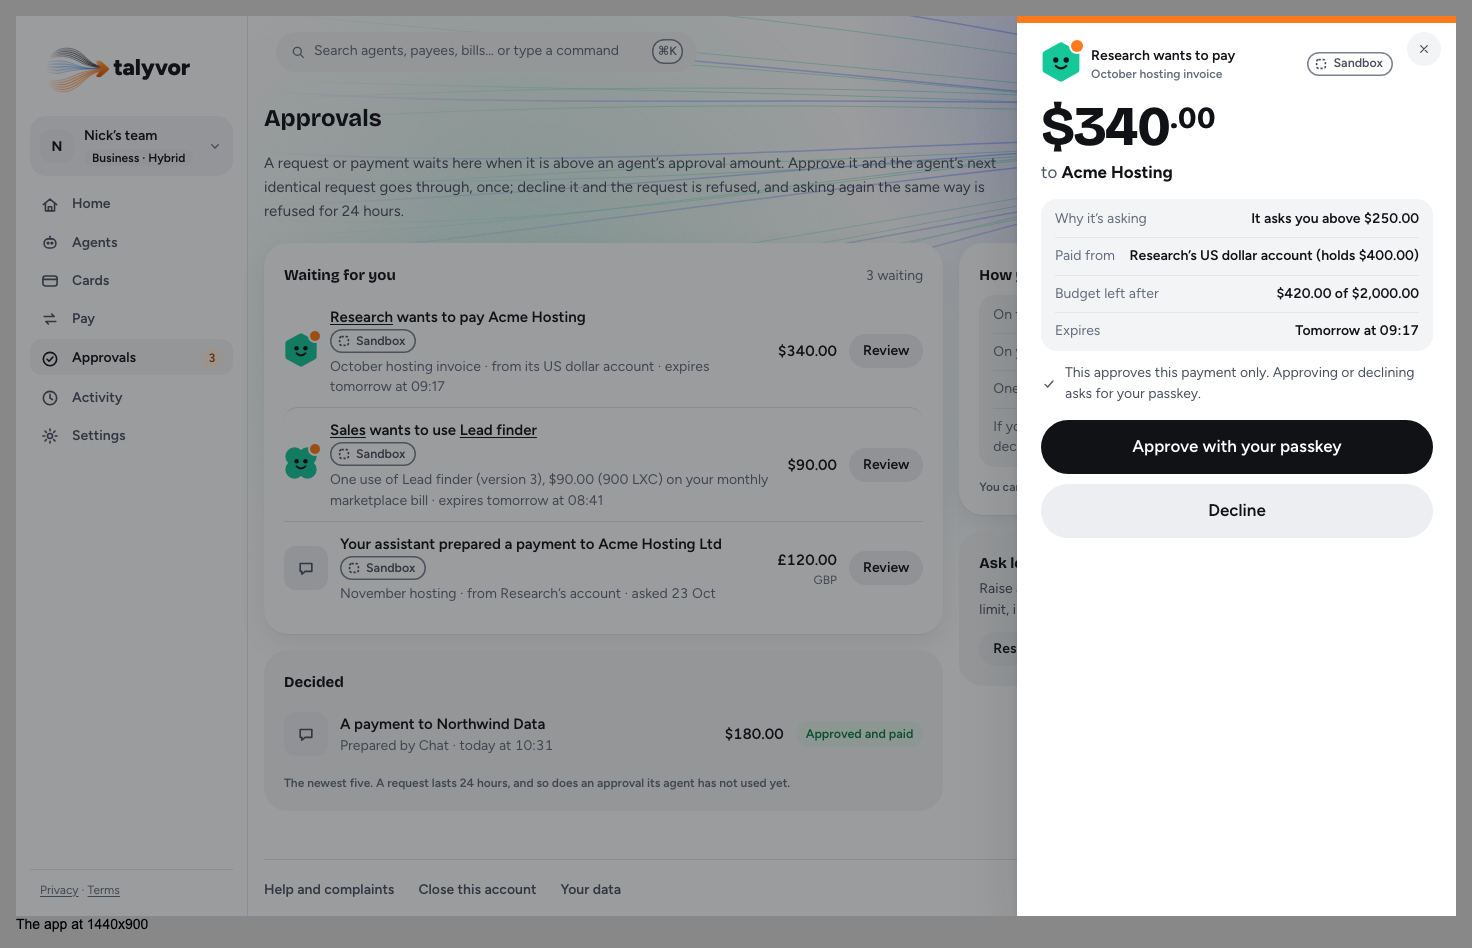 talyvor
Search agents, payees, bills... or type a command
⌘K
N
Nick's team
Business · Hybrid
Home
Agents
Cards
Pay
Approvals
3
Activity
Settings
Privacy · Terms
Approvals
A request or payment waits here when it is above an agent's approval amount. Approve it and the agent's next
identical request goes through, once; decline it and the request is refused, and asking again the same way is
refused for 24 hours.
Waiting for you
3 waiting
Research wants to pay Acme Hosting
Sandbox
October hosting invoice · from its US dollar account · expires
tomorrow at 09:17
$340.00
Review
Sales wants to use Lead finder
Sandbox
One use of Lead finder (version 3), $90.00 (900 LXC) on your monthly
marketplace bill · expires tomorrow at 08:41
$90.00
Review
Your assistant prepared a payment to Acme Hosting Ltd
Sandbox
November hosting · from Research's account · asked 23 Oct
£120.00
GBP
Review
Decided
A payment to Northwind Data
Prepared by Chat · today at 10:31
$180.00
Approved and paid
The newest five. A request lasts 24 hours, and so does an approval its agent has not used yet.
Help and complaints
Close this account
Your data
How
On
On
One
If
You
Ask
Raise
limit,
Research wants to pay
October hosting invoice
Sandbox
$340.00
to Acme Hosting
Why it's asking
It asks you above $250.00
Paid from
Research's US dollar account (holds $400.00)
Budget left after
$420.00 of $2,000.00
Expires
Tomorrow at 09:17
This approves this payment only. Approving or declining
asks for your passkey.
Approve with your passkey
Decline
The app at 1440x900